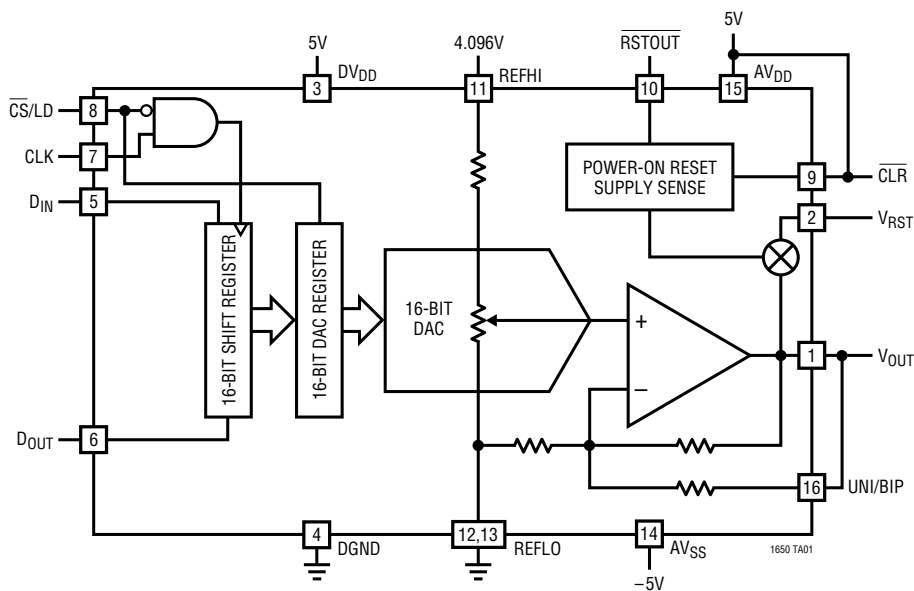 5V
4.096V
RSTOUT
5V
DVDD
REFHI
AVDD
3
11
10
15
CS/LD
8
CLK
7
DIN
5
POWER-ON RESET
SUPPLY SENSE
9
CLR
2
VRST
16-BIT SHIFT REGISTER
16-BIT DAC REGISTER
16-BIT
DAC
+
−
1
VOUT
DOUT
6
16
UNI/BIP
4
DGND
12,13
REFLO
14
AVSS
−5V
1650 TA01